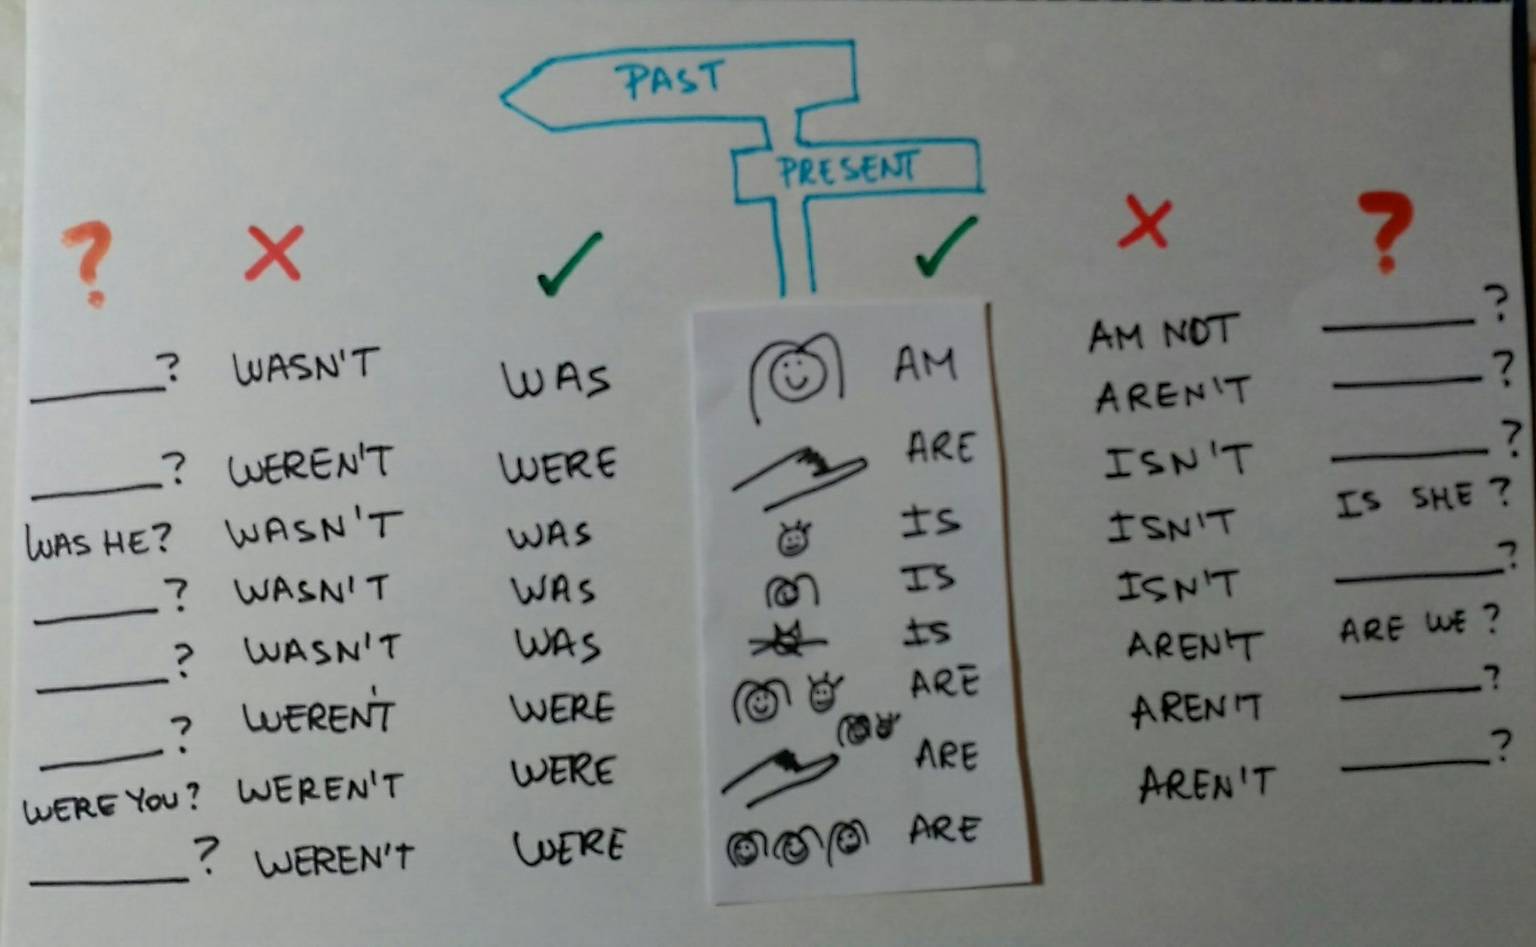 PAST
PRESENT
? X ✓ ✓ X ?
_____? WASN'T WAS AM AM NOT _____?
_____? WEREN'T WERE ARE AREN'T _____?
WAS HE? WASN'T WAS IS ISN'T _____?
_____? WASN'T WAS IS ISN'T IS SHE?
_____? WASN'T WAS IS ISN'T _____?
_____? WEREN'T WERE ARE AREN'T ARE WE?
WERE YOU? WEREN'T WERE ARE AREN'T _____?
_____? WEREN'T WERE ARE AREN'T _____?